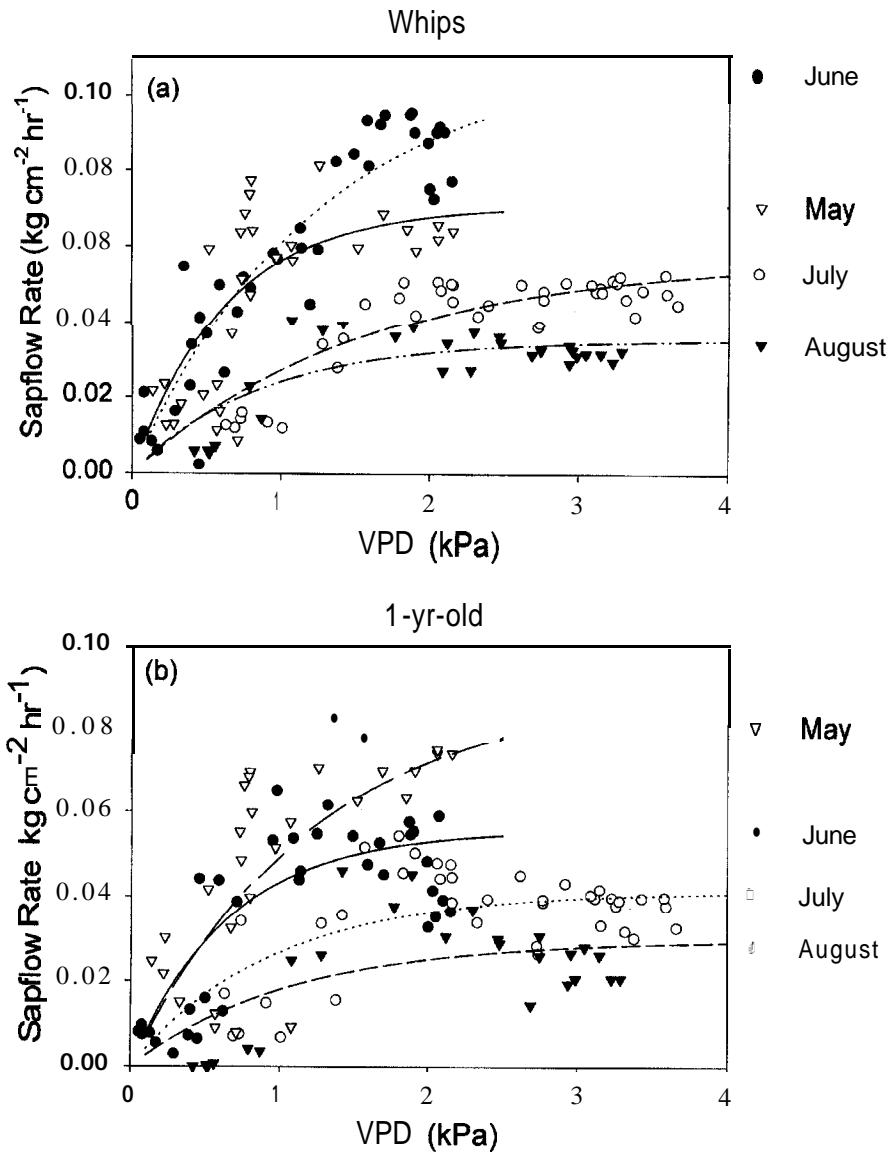 Whips
(a)
Sapflow Rate (kg cm-2 hr-1)
0.10
0.08
0.08
0.04
0.02
0.00
0
1
2
3
4
VPD (kPa)
June
May
July
August
1-yr-old
(b)
Sapflow Rate kg cm-2 hr-1)
0.10
0.08
0.06
0.04
0.02
0.00
0
1
2
3
4
VPD (kPa)
May
June
July
August